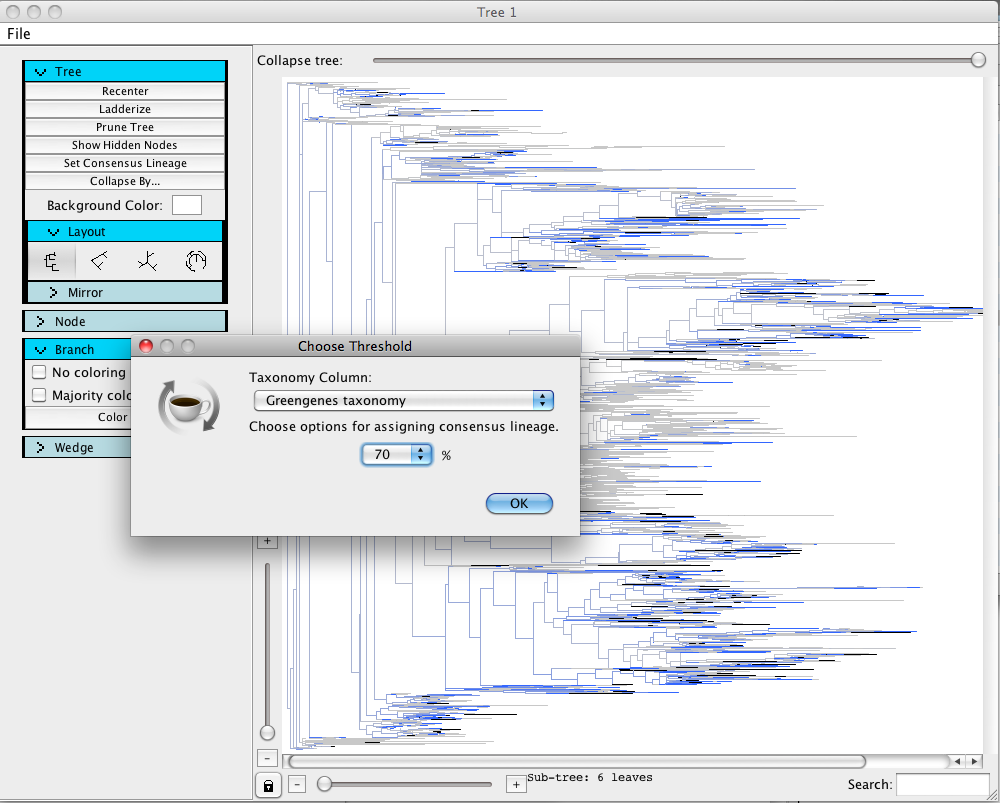 Tree 1
File
Tree
Recenter
Ladderize
Prune Tree
Show Hidden Nodes
Set Consensus Lineage
Collapse By...
Background Color:
Layout
Mirror
Node
Branch
No coloring
Majority colo
Color
Wedge
Collapse tree:
Choose Threshold
Taxonomy Column:
Greengenes taxonomy
Choose options for assigning consensus lineage.
70 %
OK
+
-
- + Sub-tree: 6 leaves
Search: